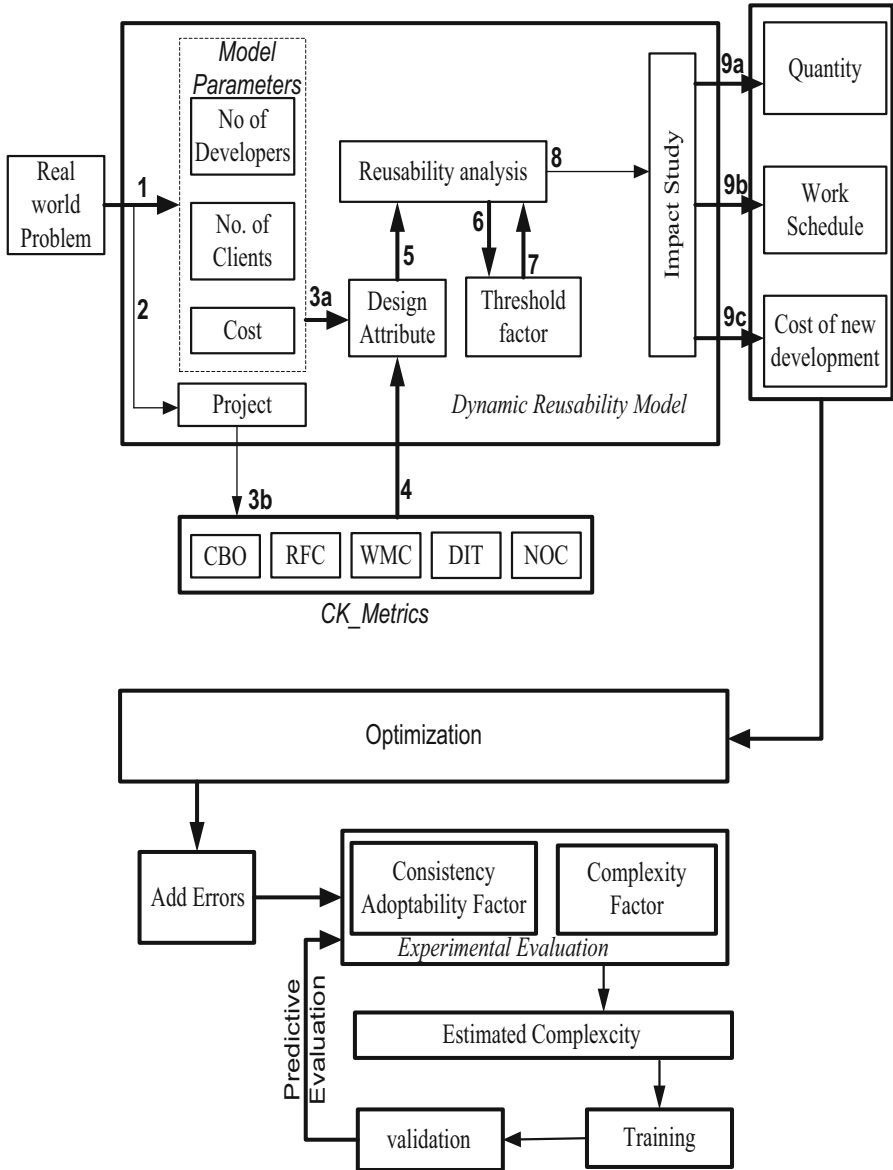 Model
Parameters
No of
Developers
No. of
Clients
Cost
Real
world
Problem
1
2
Project
3a
3b
Design
Attribute
4
5
Reusability analysis
6
7
Threshold
factor
8
Impact Study
Dynamic Reusability Model
9a
9b
9c
Quantity
Work
Schedule
Cost of new
development
CBO
RFC
WMC
DIT
NOC
CK_Metrics
Optimization
Add Errors
Consistency
Adoptability Factor
Complexity
Factor
Experimental Evaluation
Predictive
Evaluation
Estimated Complexcity
validation
Training